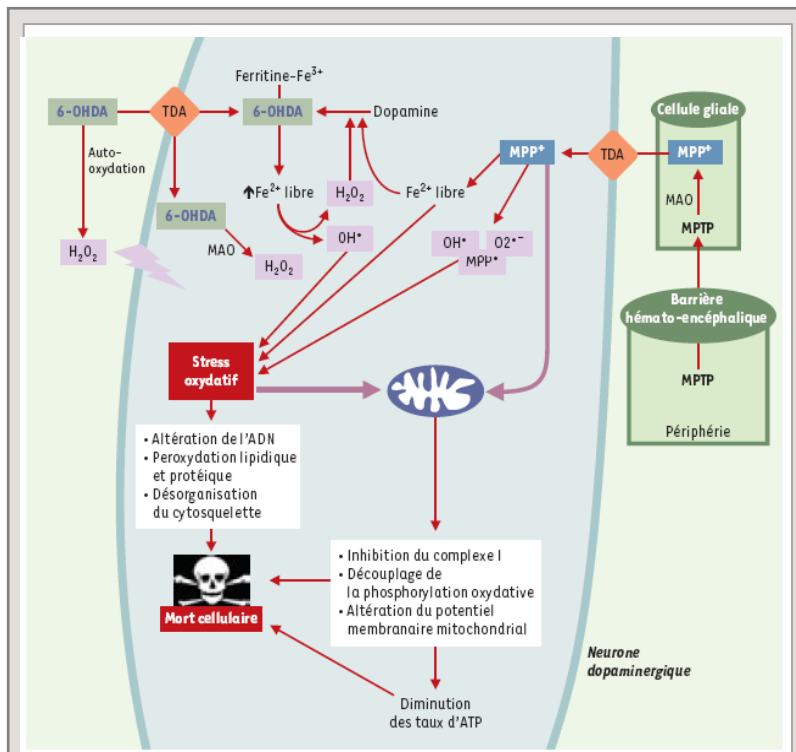 Ferritine–Fe³⁺
6-OHDA
TDA
6-OHDA
Dopamine
Cellule gliale
MPP⁺
TDA
MPP⁺
Auto-
oxydation
↑Fe²⁺ libre
H₂O₂
Fe²⁺ libre
MAO
6-OHDA
MPTP
OH•
OH•
O2•⁻
MPP•
H₂O₂
MAO
H₂O₂
Barrière
hémato-encéphalique
Stress
oxydatif
MPTP
Périphérie
• Altération de l'ADN
• Peroxydation lipidique
et protéique
• Désorganisation
du cytosquelette
• Inhibition du complexe I
• Découplage de
la phosphorylation oxydative
• Altération du potentiel
membranaire mitochondrial
Mort cellulaire
Neurone
dopaminergique
Diminution
des taux d'ATP